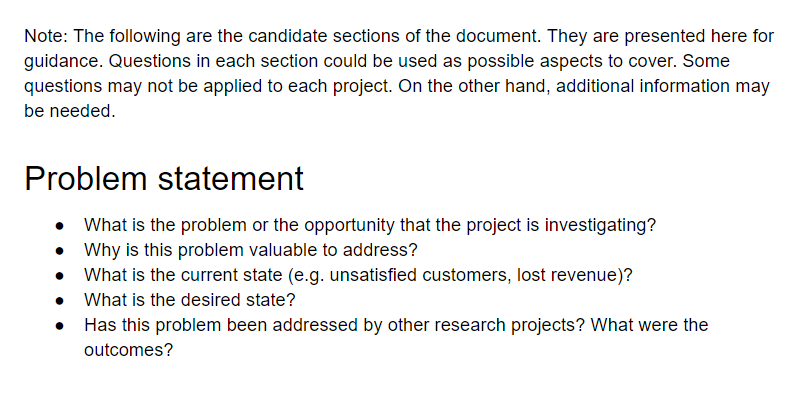 Note: The following are the candidate sections of the document. They are presented here for
guidance. Questions in each section could be used as possible aspects to cover. Some
questions may not be applied to each project. On the other hand, additional information may
be needed.
Problem statement
● What is the problem or the opportunity that the project is investigating?
● Why is this problem valuable to address?
● What is the current state (e.g. unsatisfied customers, lost revenue)?
● What is the desired state?
● Has this problem been addressed by other research projects? What were the
outcomes?